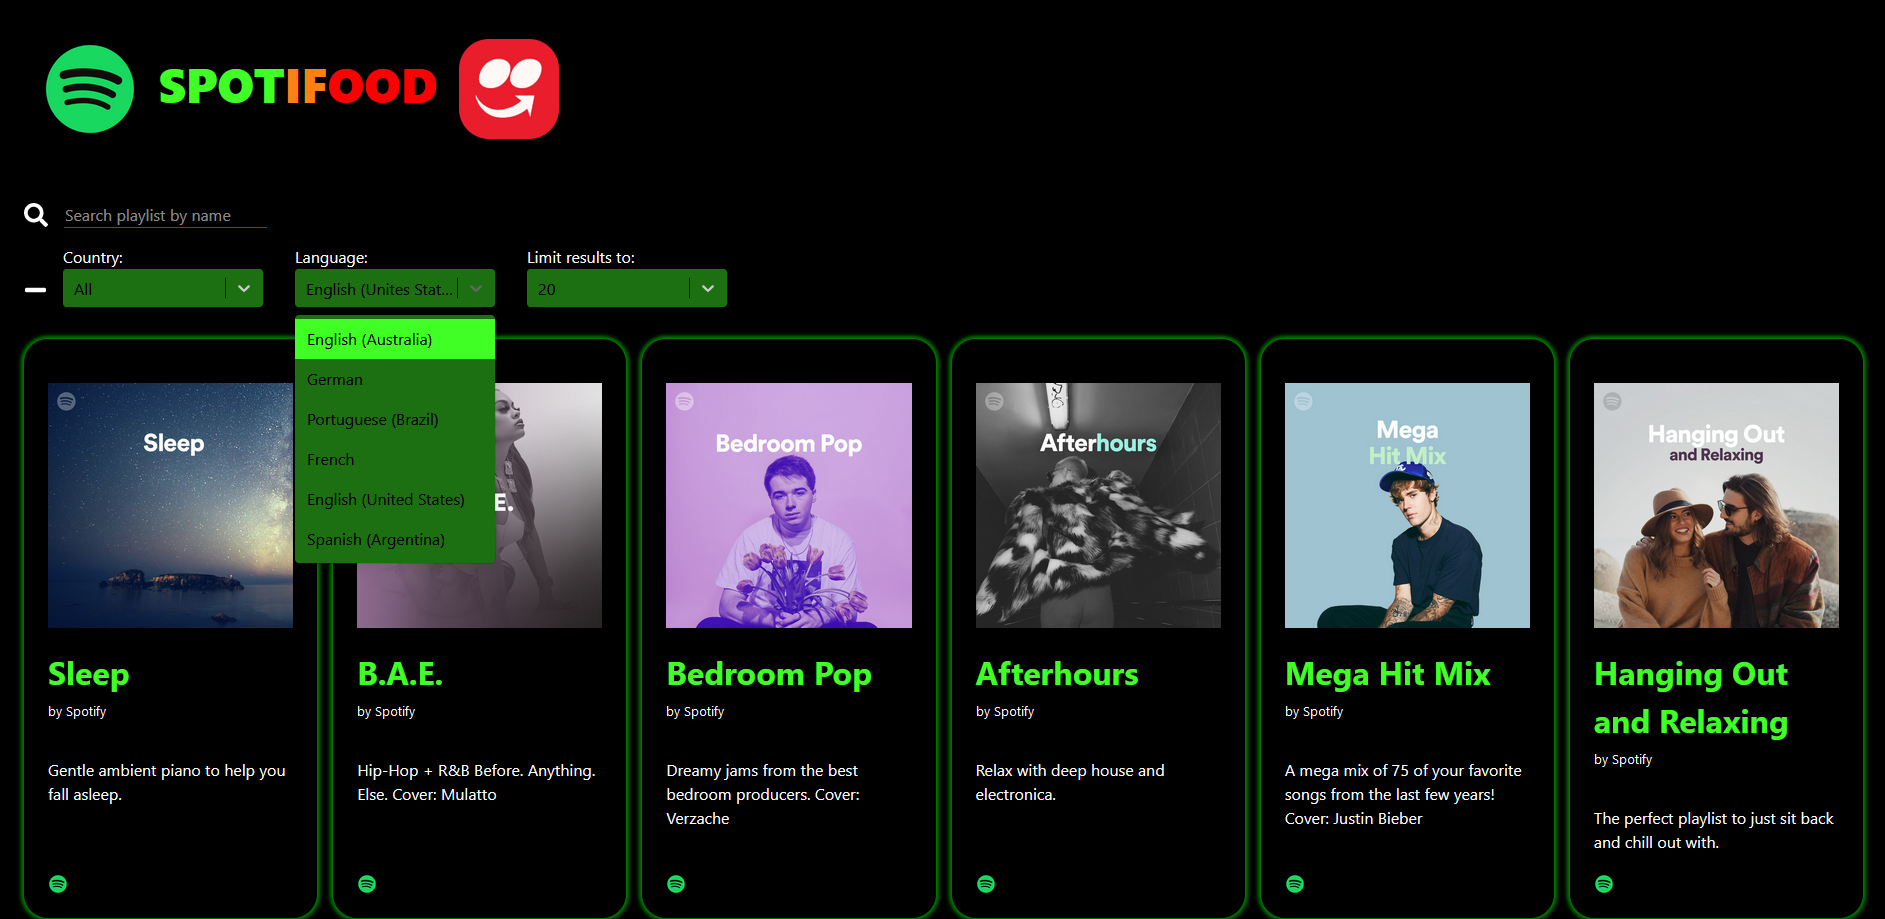 SPOTIFOOD
Search playlist by name
Country:
Language:
Limit results to:
All
English (Unites Stat...
20
English (Australia)
German
Portuguese (Brazil)
French
English (United States)
Spanish (Argentina)
Sleep
E.
Bedroom Pop
Afterhours
Mega
Hit Mix
Hanging Out
and Relaxing
Sleep
by Spotify
Gentle ambient piano to help you
fall asleep.
B.A.E.
by Spotify
Hip-Hop + R&B Before. Anything.
Else. Cover: Mulatto
Bedroom Pop
by Spotify
Dreamy jams from the best
bedroom producers. Cover:
Verzache
Afterhours
by Spotify
Relax with deep house and
electronica.
Mega Hit Mix
by Spotify
A mega mix of 75 of your favorite
songs from the last few years!
Cover: Justin Bieber
Hanging Out
and Relaxing
by Spotify
The perfect playlist to just sit back
and chill out with.